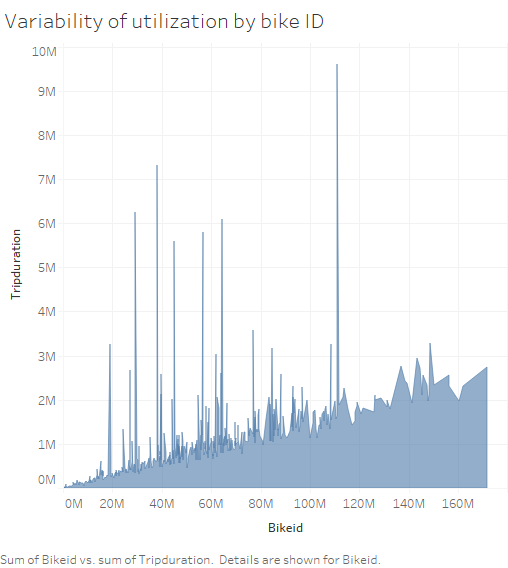 Variability of utilization by bike ID
10M
9M
8M
7M
6M
5M
4M
3M
2M
1M
0M
Tripduration
0M 20M 40M 60M 80M 100M 120M 140M 160M
Bikeid
Sum of Bikeid vs. sum of Tripduration. Details are shown for Bikeid.